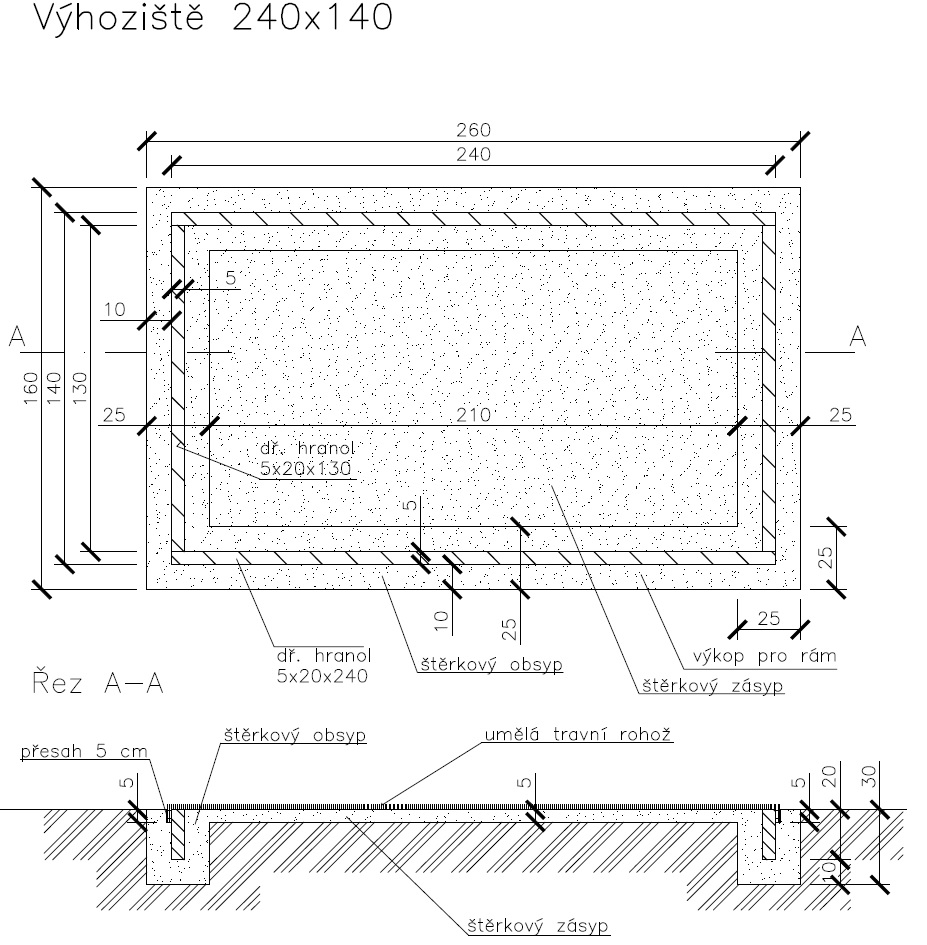 Výhoziště 240x140
260
240
5
10
A
A
160
140
130
25
210
25
dř. hranol
5x20x130
5
25
10
25
25
dř. hranol
5x20x240
štěrkový obsyp
výkop pro rám
štěrkový zásyp
Řez A-A
štěrkový obsyp
umělá travní rohož
přesah 5 cm
5
5
5
20
30
10
štěrkový zásyp